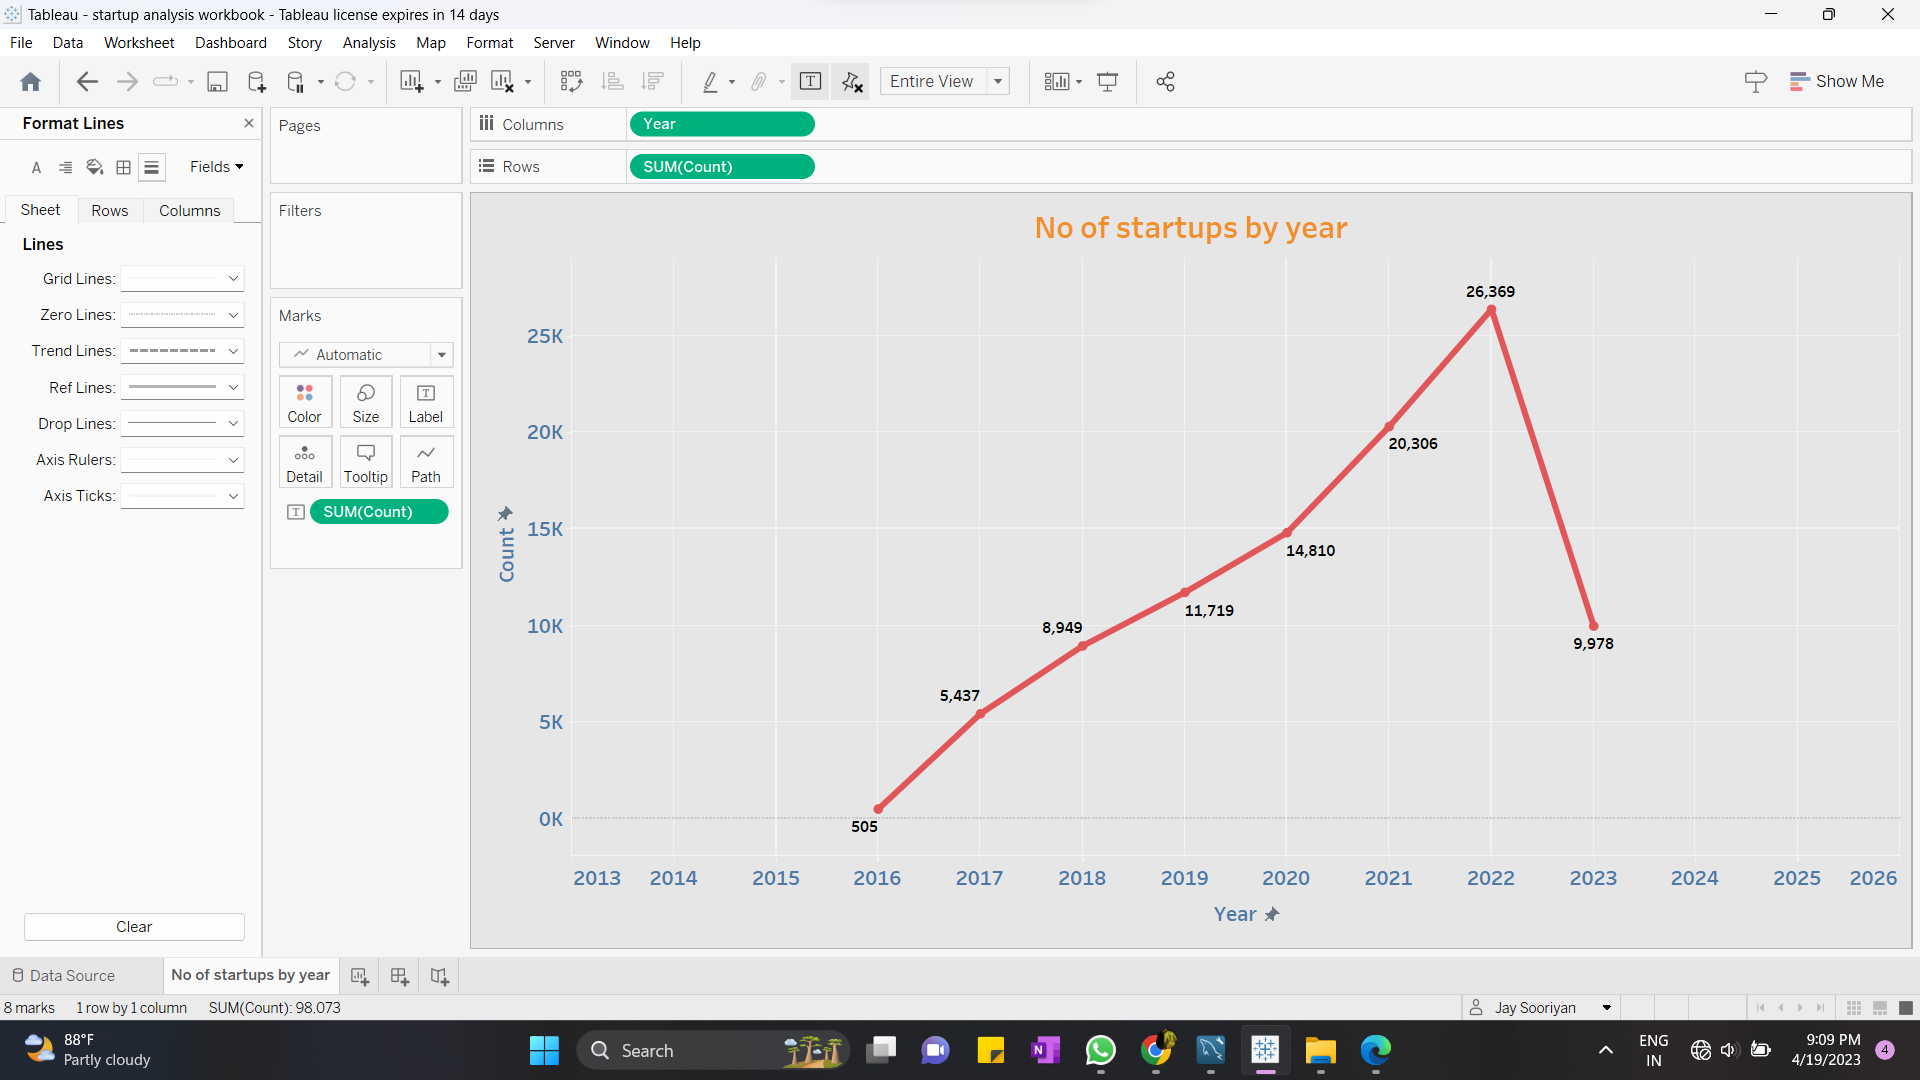 Tableau - startup analysis workbook - Tableau license expires in 14 days
File Data Worksheet Dashboard Story Analysis Map Format Server Window Help
Entire View
Show Me
Format Lines
Fields
Sheet Rows Columns
Lines
Grid Lines:
Zero Lines:
Trend Lines:
Ref Lines:
Drop Lines:
Axis Rulers:
Axis Ticks:
Clear
Pages
Filters
Marks
Automatic
Color Size Label
Detail Tooltip Path
SUM(Count)
Columns Year
Rows SUM(Count)
No of startups by year
26,369
25K
20K
20,306
15K
14,810
11,719
10K
8,949
9,978
5,437
5K
0K
505
Count
2013 2014 2015 2016 2017 2018 2019 2020 2021 2022 2023 2024 2025 2026
Year
Data Source No of startups by year
8 marks 1 row by 1 column SUM(Count): 98,073
Jay Sooriyan
88°F
Partly cloudy
Search
ENG
IN
9:09 PM
4/19/2023
4